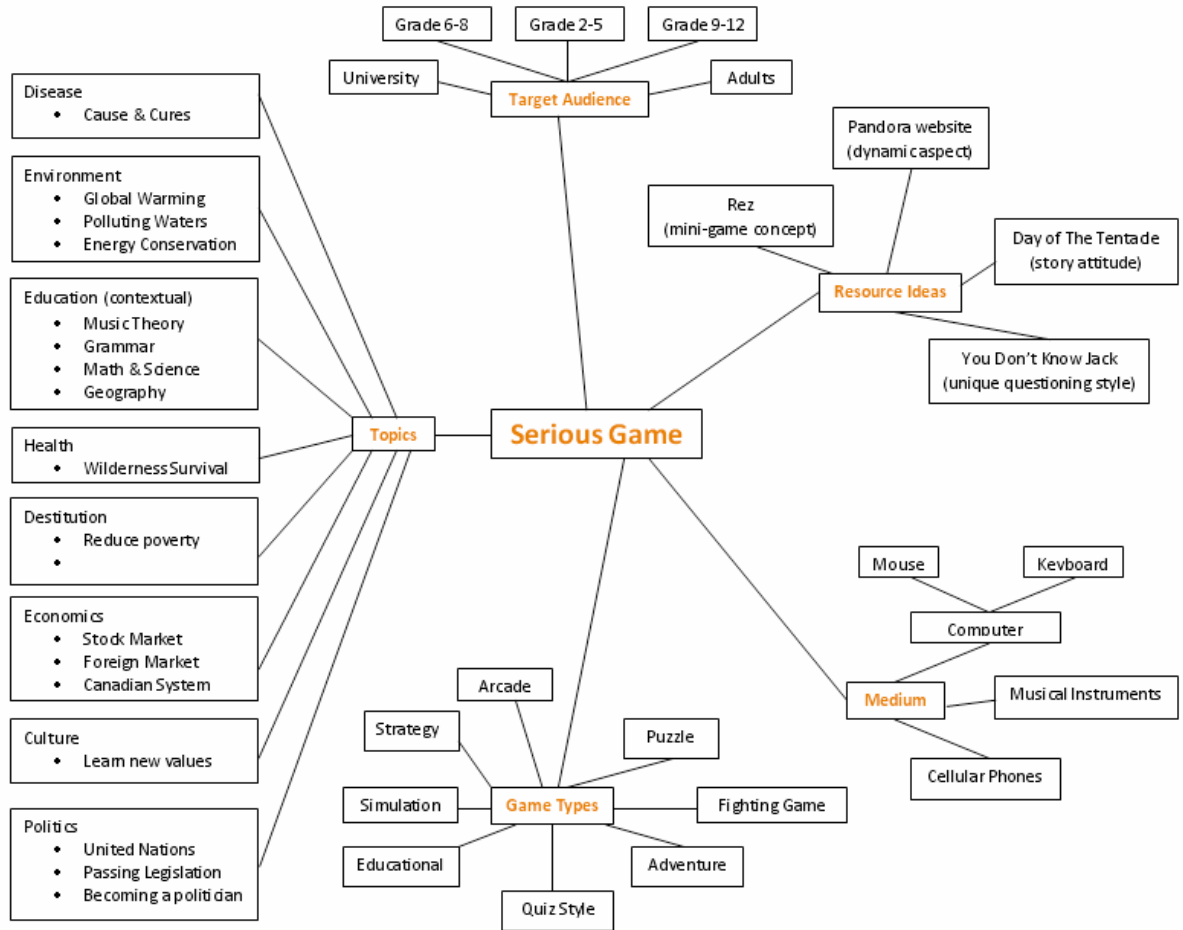 Grade 6-8
Grade 2-5
Grade 9-12
University
Adults
Target Audience
Disease
• Cause & Cures
Environment
• Global Warming
• Polluting Waters
• Energy Conservation
Education (contextual)
• Music Theory
• Grammar
• Math & Science
• Geography
Health
• Wilderness Survival
Destitution
• Reduce poverty
•
Economics
• Stock Market
• Foreign Market
• Canadian System
Culture
• Learn new values
Politics
• United Nations
• Passing Legislation
• Becoming a politician
Topics
Serious Game
Pandora website
(dynamic aspect)
Rez
(mini-game concept)
Day of The Tentacle
(story attitude)
Resource Ideas
You Don't Know Jack
(unique questioning style)
Mouse
Keyboard
Computer
Medium
Musical Instruments
Cellular Phones
Arcade
Strategy
Puzzle
Simulation
Game Types
Fighting Game
Educational
Adventure
Quiz Style